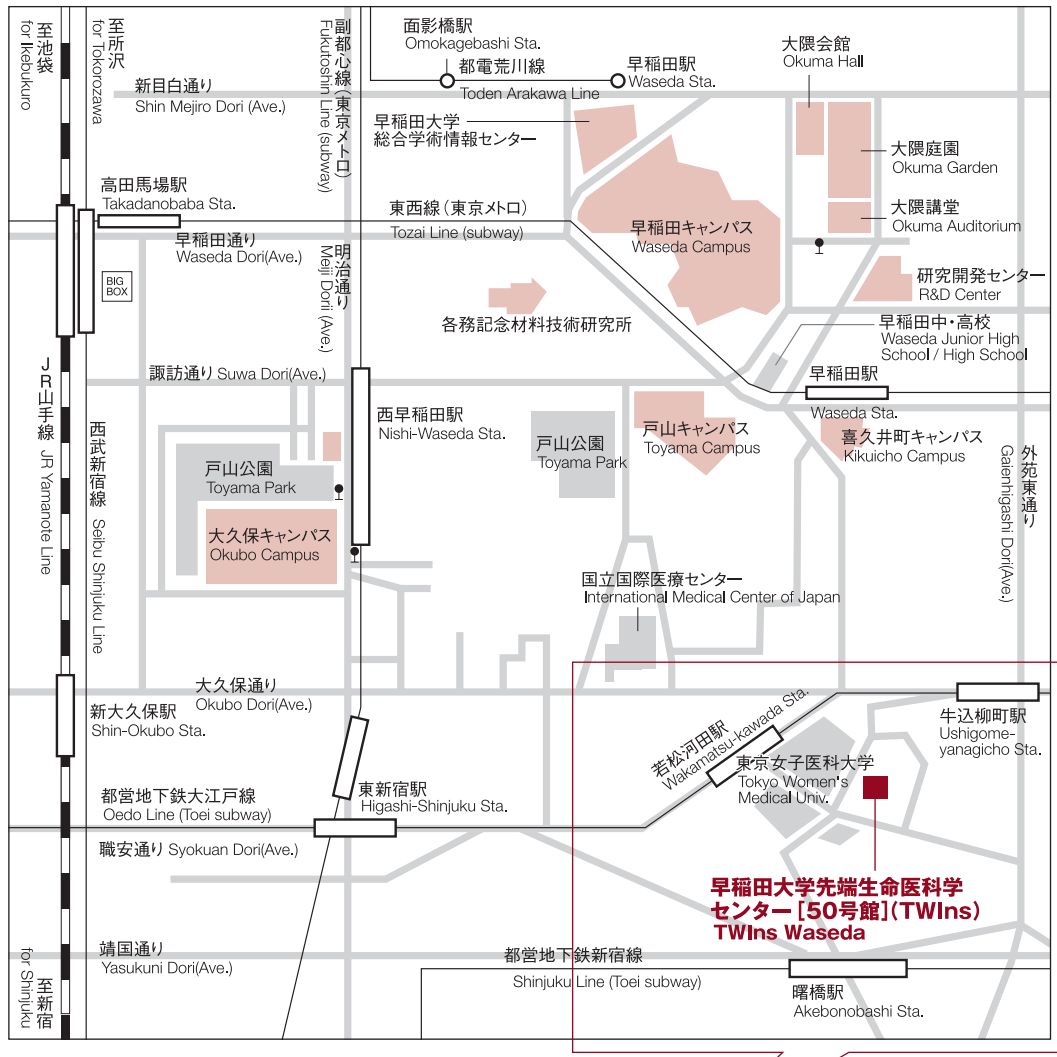 至池袋
for Ikebukuro
至所沢
for Tokorozawa
副都心線(東京メトロ)
Fukutoshin Line (subway)
面影橋駅
Omokagebashi Sta.
都電荒川線
Toden Arakawa Line
早稲田駅
Waseda Sta.
大隈会館
Okuma Hall
新目白通り
Shin Mejiro Dori (Ave.)
早稲田大学
総合学術情報センター
大隈庭園
Okuma Garden
高田馬場駅
Takadanobaba Sta.
東西線(東京メトロ)
Tozai Line (subway)
早稲田キャンパス
Waseda Campus
大隈講堂
Okuma Auditorium
早稲田通り
Waseda Dori(Ave.)
明治通り
Meiji Dorii (Ave.)
BIG
BOX
研究開発センター
R&D Center
各務記念材料技術研究所
早稲田中・高校
Waseda Junior High
School / High School
JR山手線 JR Yamanote Line
諏訪通り Suwa Dori(Ave.)
早稲田駅
Waseda Sta.
西武新宿線 Seibu Shinjuku Line
西早稲田駅
Nishi-Waseda Sta.
戸山公園
Toyama Park
戸山キャンパス
Toyama Campus
喜久井町キャンパス
Kikuicho Campus
外苑東通り
Gaienhigashi Dori(Ave.)
戸山公園
Toyama Park
大久保キャンパス
Okubo Campus
国立国際医療センター
International Medical Center of Japan
大久保通り
Okubo Dori(Ave.)
新大久保駅
Shin-Okubo Sta.
若松河田駅
Wakamatsu-kawada Sta.
牛込柳町駅
Ushigome-
yanagicho Sta.
東京女子医科大学
Tokyo Women's
Medical Univ.
東新宿駅
Higashi-Shinjuku Sta.
都営地下鉄大江戸線
Oedo Line (Toei subway)
職安通り Syokuan Dori(Ave.)
早稲田大学先端生命医科学
センター[50号館](TWIns)
TWIns Waseda
靖国通り
Yasukuni Dori(Ave.)
都営地下鉄新宿線
Shinjuku Line (Toei subway)
曙橋駅
Akebonobashi Sta.
至新宿
for Shinjuku